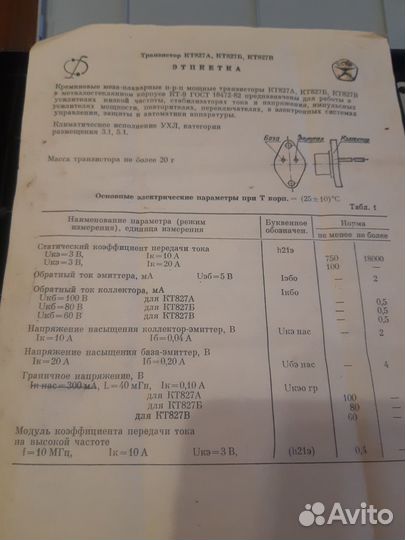 Транзистор КТ827А, КТ827Б, КТ827В
ЭТИКЕТКА
Кремниевые меза-планарные n-p-n мощные транзисторы КТ827А, КТ827Б, КТ827В
в металлостеклянном корпусе КТ-9 ГОСТ 18472-82 предназначены для работы в
усилителях низкой частоты, стабилизаторах тока и напряжения, импульсных
усилителях мощности, повторителях, переключателях, в электронных системах
управления, защиты и автоматики аппаратуры.
Климатическое исполнение УХЛ, категории
размещения 3.1, 5.1.
База Эмиттер Коллектор
Масса транзистора не более 20 г
Основные электрические параметры при Т корп.= (25±10)°С
Табл. 1
Наименование параметра (режим измерения), единица измерения
Буквенное обозначен.
Норма
не менее не более
Статический коэффициент передачи тока h21э
Uкэ=3 В, Iк=10 А 750 18000
Uкэ=3 В, Iк=20 А 100 —
Обратный ток эмиттера, мА Uэб=5 В Iэбо — 2
Обратный ток коллектора, мА Iкбо
Uкб=100 В для КТ827А — 0,5
Uкб=80 В для КТ827Б — 0,5
Uкб=60 В для КТ827В — 0,5
Напряжение насыщения коллектор-эмиттер, В Uкэ нас — 2
Iк=10 А Iб=0,04 А
Напряжение насыщения база-эмиттер, В Uбэ нас — 4
Iк=20 А Iб=0,20 А
Граничное напряжение, В Uкэо гр
Iн нас=300 мА, L=40 мГн, Iк=0,10 А
для КТ827А 100 —
для КТ827Б 80 —
для КТ827В 60 —
Модуль коэффициента передачи тока
на высокой частоте
f=10 МГц, Iк=10 А Uкэ=3 В, (h21э) 0,4 —
Avito